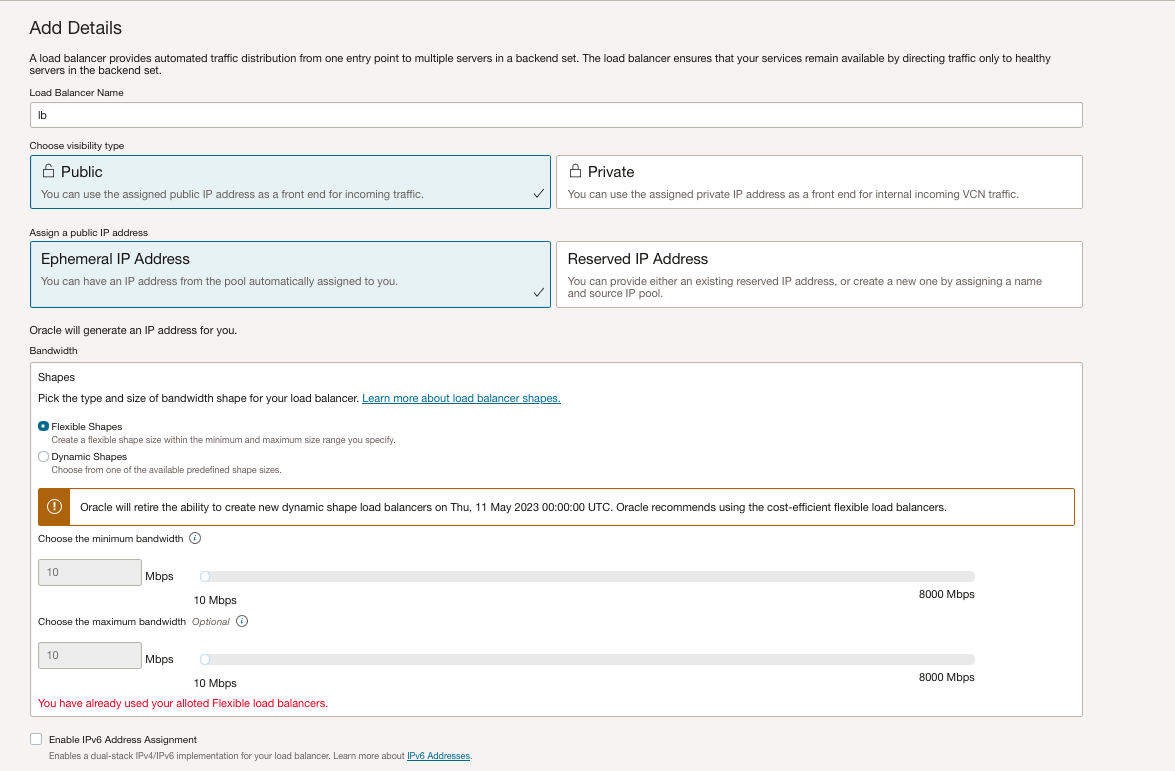 Add Details
A load balancer provides automated traffic distribution from one entry point to multiple servers in a backend set. The load balancer ensures that your services remain available by directing traffic only to healthy
servers in the backend set.
Load Balancer Name
lb
Choose visibility type
Public
You can use the assigned public IP address as a front end for incoming traffic.
Private
You can use the assigned private IP address as a front end for internal incoming VCN traffic.
Assign a public IP address
Ephemeral IP Address
You can have an IP address from the pool automatically assigned to you.
Reserved IP Address
You can provide either an existing reserved IP address, or create a new one by assigning a name
and source IP pool.
Oracle will generate an IP address for you.
Bandwidth
Shapes
Pick the type and size of bandwidth shape for your load balancer. Learn more about load balancer shapes.
Flexible Shapes
Create a flexible shape size within the minimum and maximum size range you specify.
Dynamic Shapes
Choose from one of the available predefined shape sizes.
Oracle will retire the ability to create new dynamic shape load balancers on Thu, 11 May 2023 00:00:00 UTC. Oracle recommends using the cost-efficient flexible load balancers.
Choose the minimum bandwidth
10 Mbps
10 Mbps
8000 Mbps
Choose the maximum bandwidth Optional
10 Mbps
10 Mbps
8000 Mbps
You have already used your alloted Flexible load balancers.
Enable IPv6 Address Assignment
Enables a dual-stack IPv4/IPv6 implementation for your load balancer. Learn more about IPv6 Addresses.